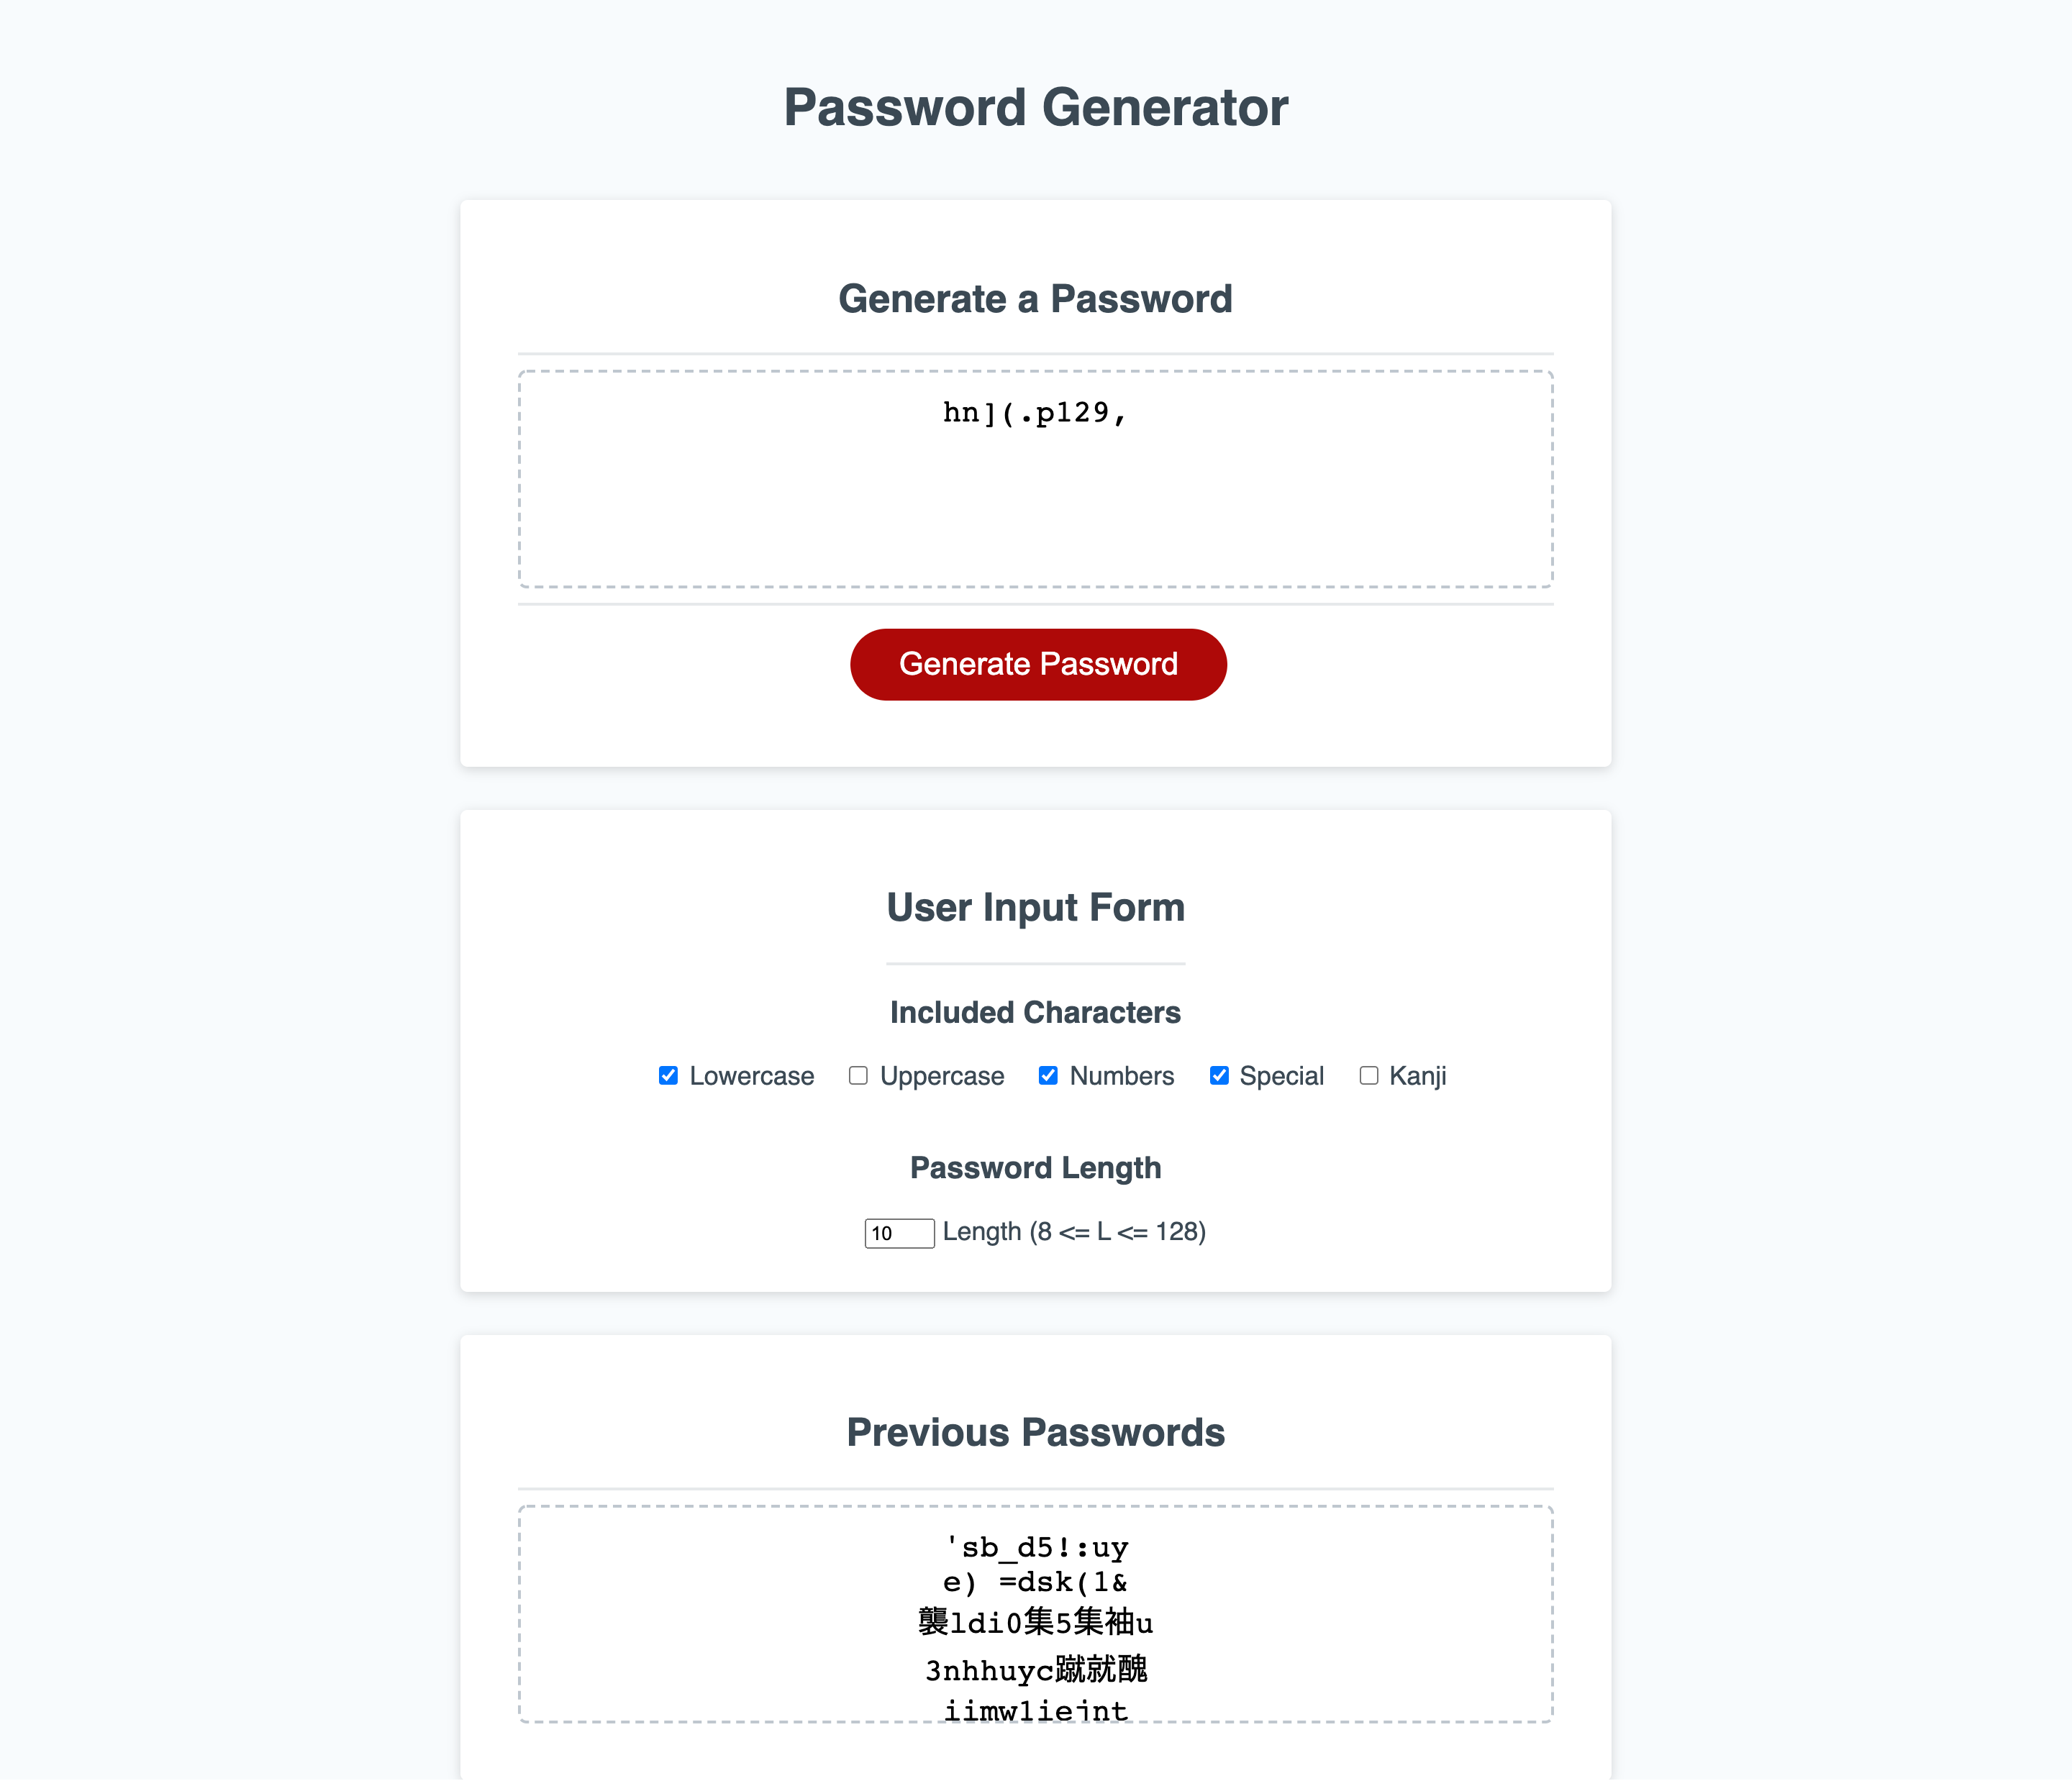 Password Generator
Generate a Password
hn](.p129,
Generate Password
User Input Form
Included Characters
Lowercase Uppercase Numbers Special Kanji
Password Length
10 Length (8 <= L <= 128)
Previous Passwords
'sb_d5!:uy
e) =dsk(1&
襲ldi0集5集袖u
3nhhuyc蹴就醜
iimw1iejnt